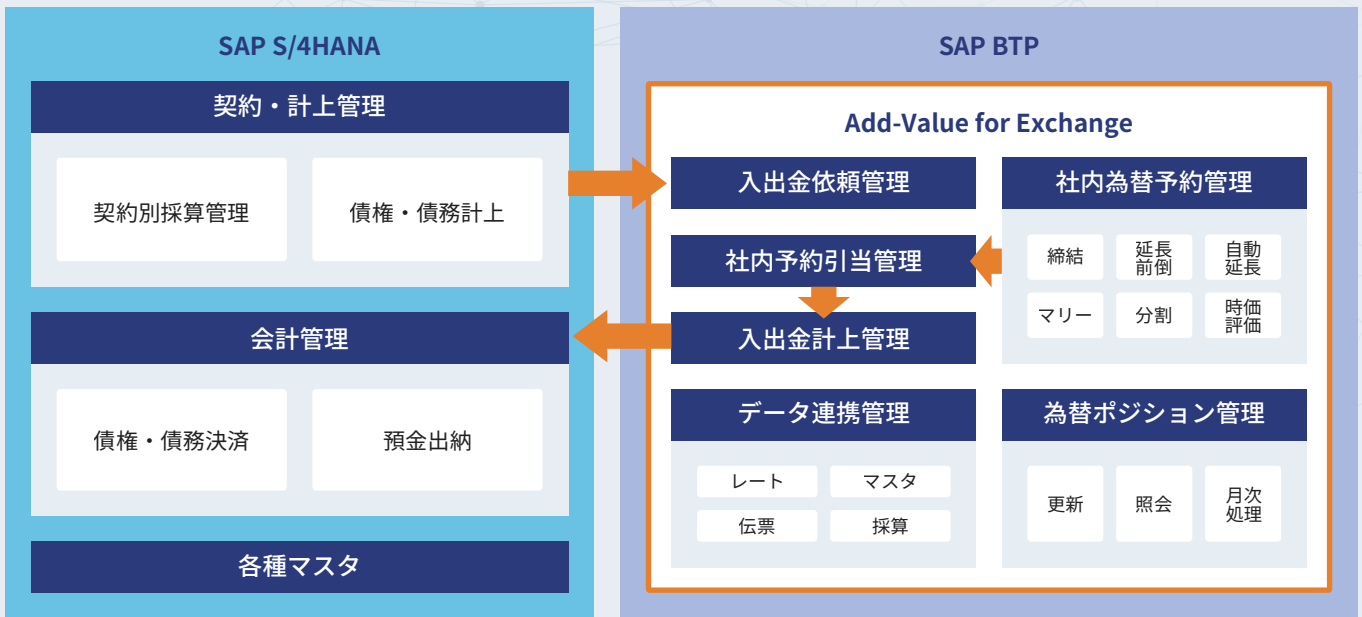 SAP S/4HANA
契約・計上管理
契約別採算管理
債権・債務計上
会計管理
債権・債務決済
預金出納
各種マスタ
SAP BTP
Add-Value for Exchange
入出金依頼管理
社内予約引当管理
入出金計上管理
社内為替予約管理
締結
延長
前倒
自動
延長
マリー
分割
時価
評価
データ連携管理
レート
マスタ
伝票
採算
為替ポジション管理
更新
照会
月次
処理